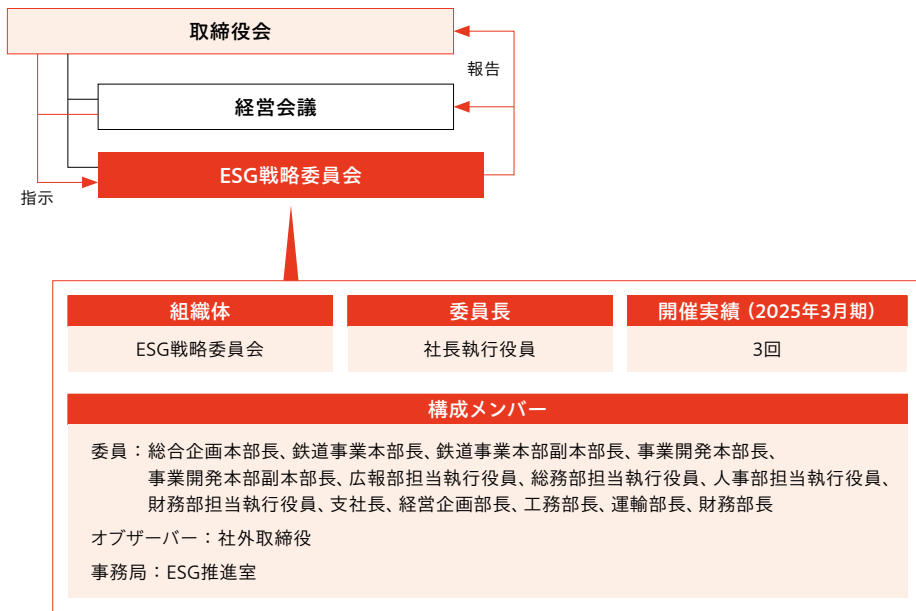 取締役会
報告
経営会議
ESG戦略委員会
指示
組織体
委員長
開催実績（2025年3月期）
ESG戦略委員会
社長執行役員
3回
構成メンバー
委員：総合企画本部長、鉄道事業本部長、鉄道事業本部副本部長、事業開発本部長、
事業開発本部副本部長、広報部担当執行役員、総務部担当執行役員、人事部担当執行役員、
財務部担当執行役員、支社長、経営企画部長、工務部長、運輸部長、財務部長
オブザーバー：社外取締役
事務局：ESG推進室